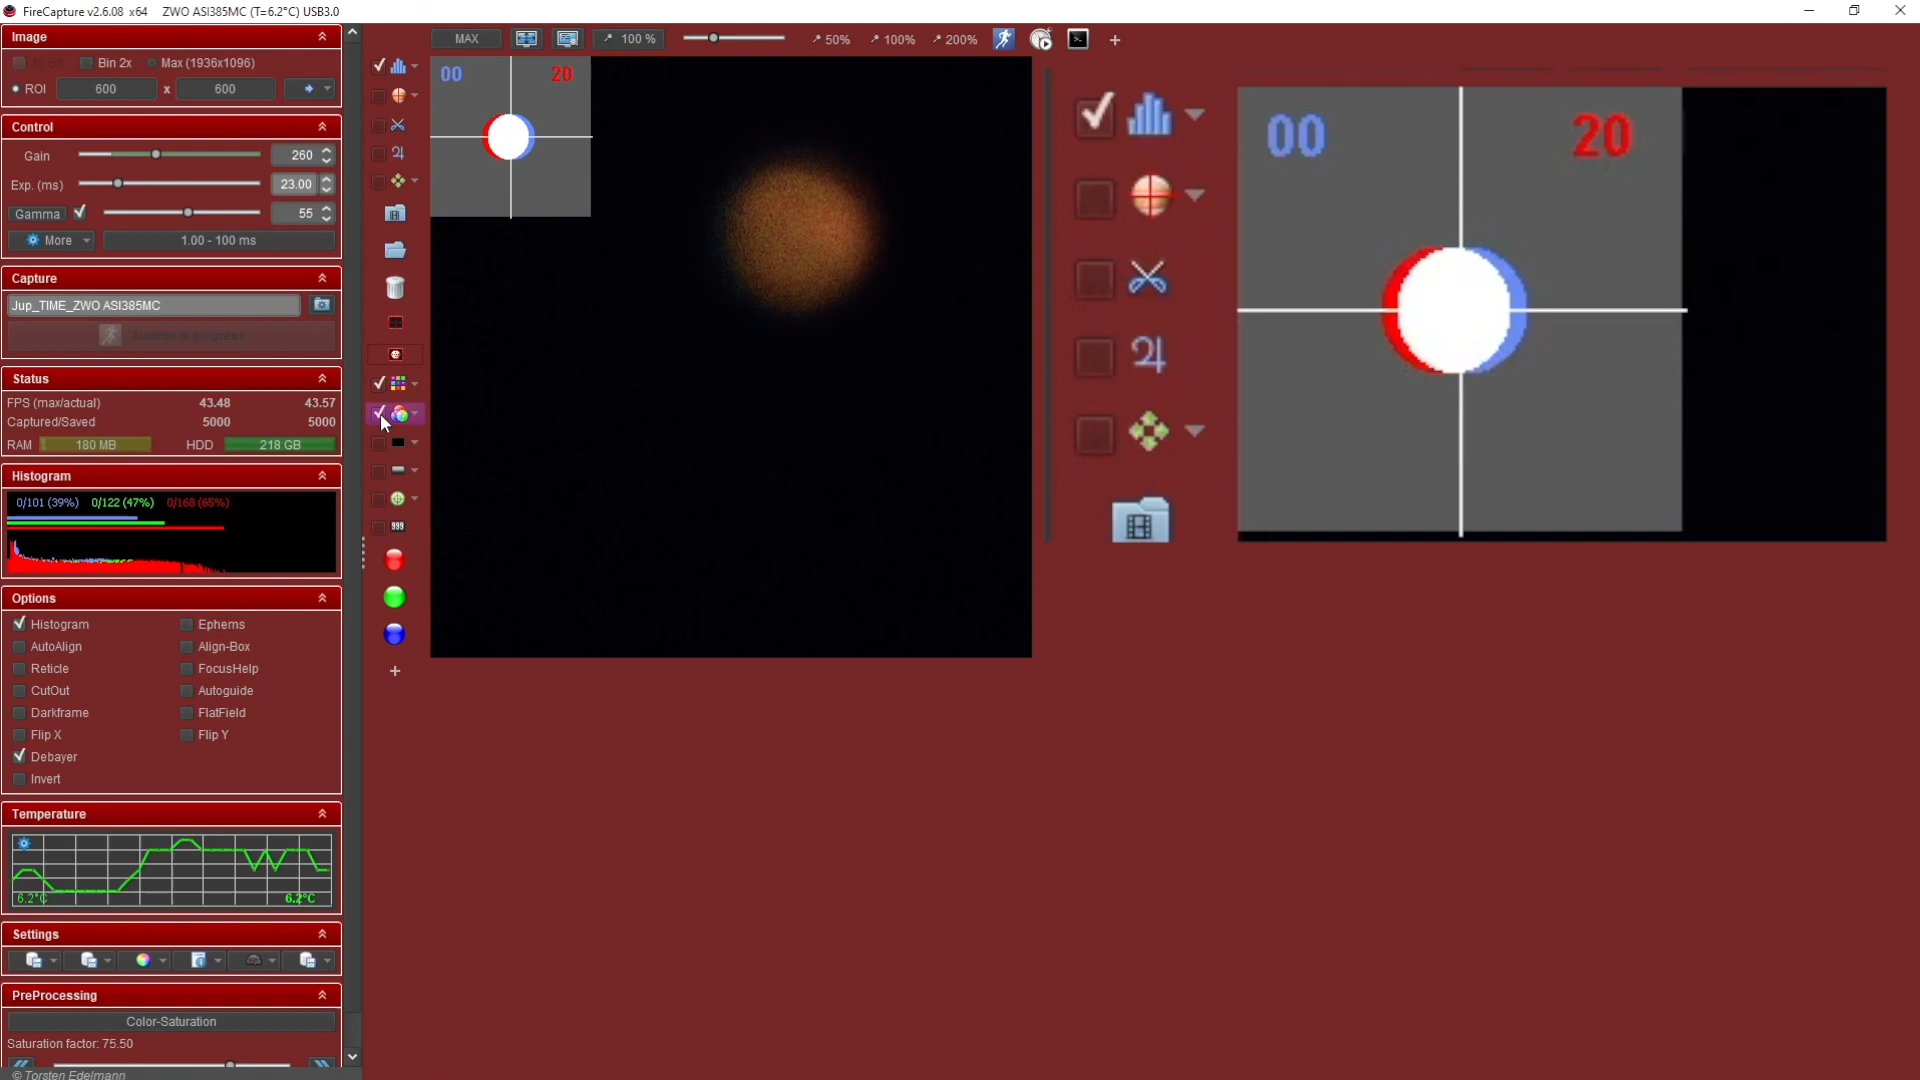 FireCapture v2.6.08 x64 ZWO ASI385MC (T=6.2°C) USB3.0
Image
Bin 2x Max (1936x1096)
ROI 600 x 600
Control
Gain 260
Exp. (ms) 23.00
Gamma 55
More 1.00 - 100 ms
Capture
Jup_TIME_ZWO ASI385MC
Autorun in progress
Status
FPS (max/actual) 43.48 43.57
Captured/Saved 5000 5000
RAM 180 MB HDD 218 GB
Histogram
0/101 (39%) 0/122 (47%) 0/168 (65%)
Options
Histogram Ephems
AutoAlign Align-Box
Reticle FocusHelp
CutOut Autoguide
Darkframe FlatField
Flip X Flip Y
Debayer
Invert
Temperature
6.2°C 6.2°C
Settings
PreProcessing
Color-Saturation
Saturation factor: 75.50
© Torsten Edelmann
MAX 100 % 50% 100% 200%
00 20
999
00 20